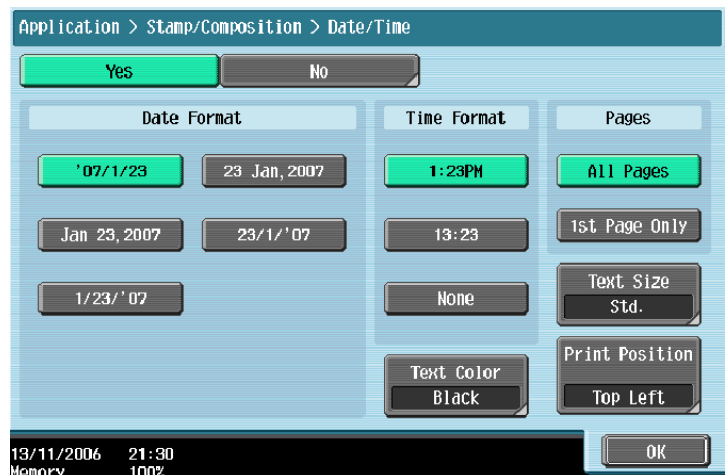 Application > Stamp/Composition > Date/Time
Yes
No
Date Format
'07/1/23
23 Jan,2007
Jan 23,2007
23/1/'07
1/23/'07
Time Format
1:23PM
13:23
None
Text Color
Black
Pages
All Pages
1st Page Only
Text Size
Std.
Print Position
Top Left
13/11/2006 21:30
Memory 100%
OK